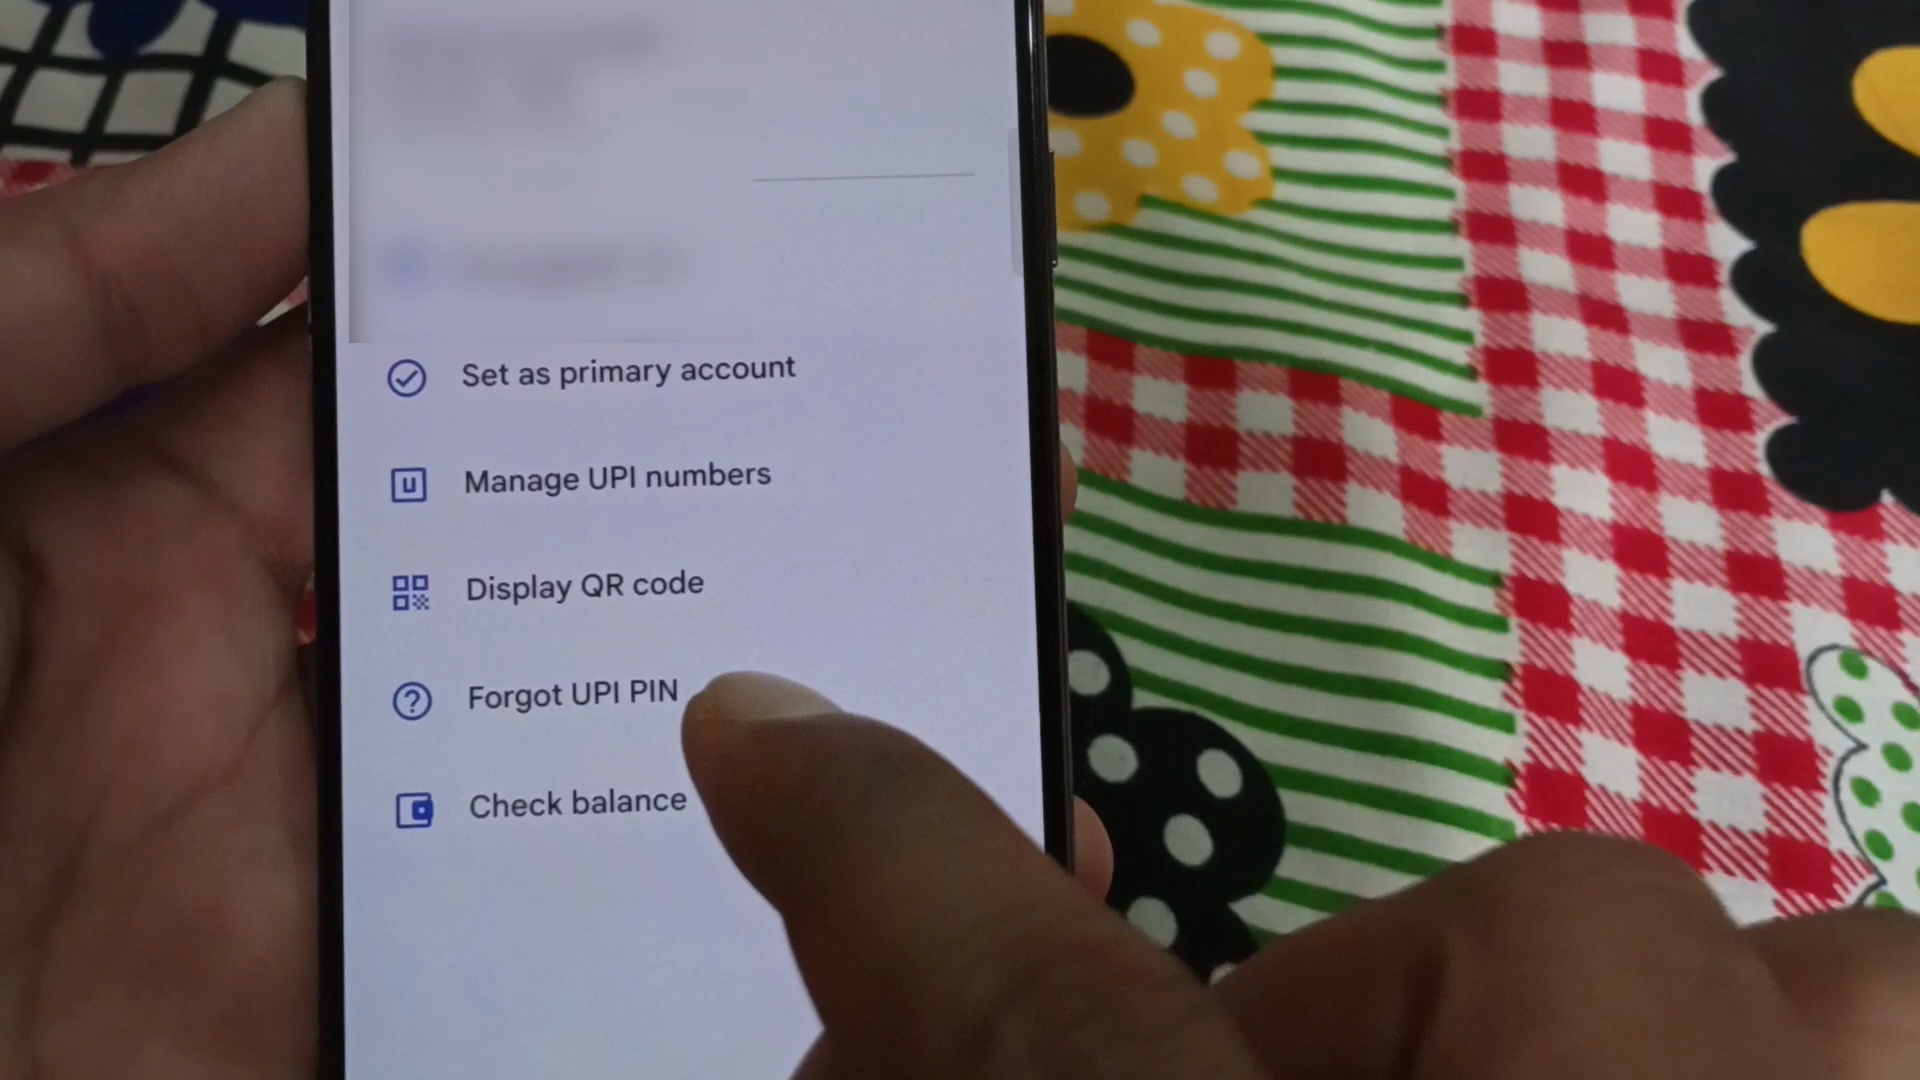 Set as primary account
Manage UPI numbers
Display QR code
Forgot UPI PIN
Check balance